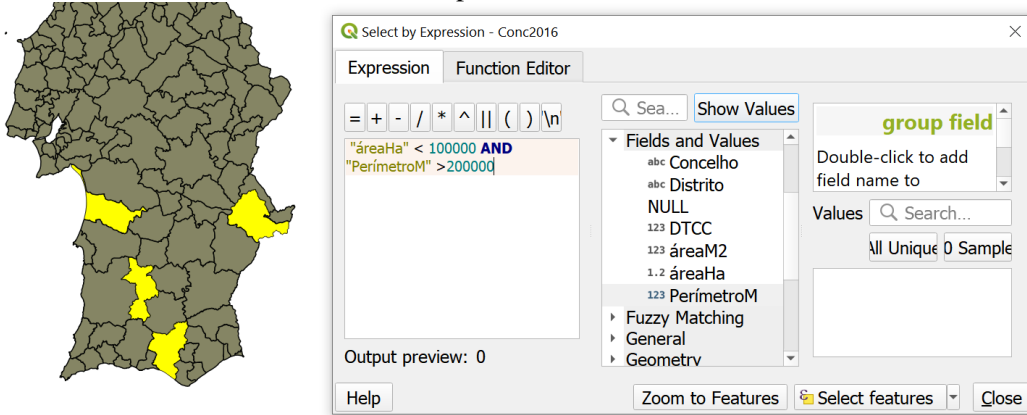 Select by Expression - Conc2016
Expression Function Editor
= + - / * ^ || ( ) '\n'
"áreaHa" < 100000 AND
"PerímetroM" >200000
Output preview: 0
Sea... Show Values
Fields and Values
abc Concelho
abc Distrito
NULL
123 DTCC
123 áreaM2
1.2 áreaHa
123 PerímetroM
Fuzzy Matching
General
Geometry
group field
Double-click to add
field name to
Values Search...
All Unique 0 Sample
Help Zoom to Features Select features Close